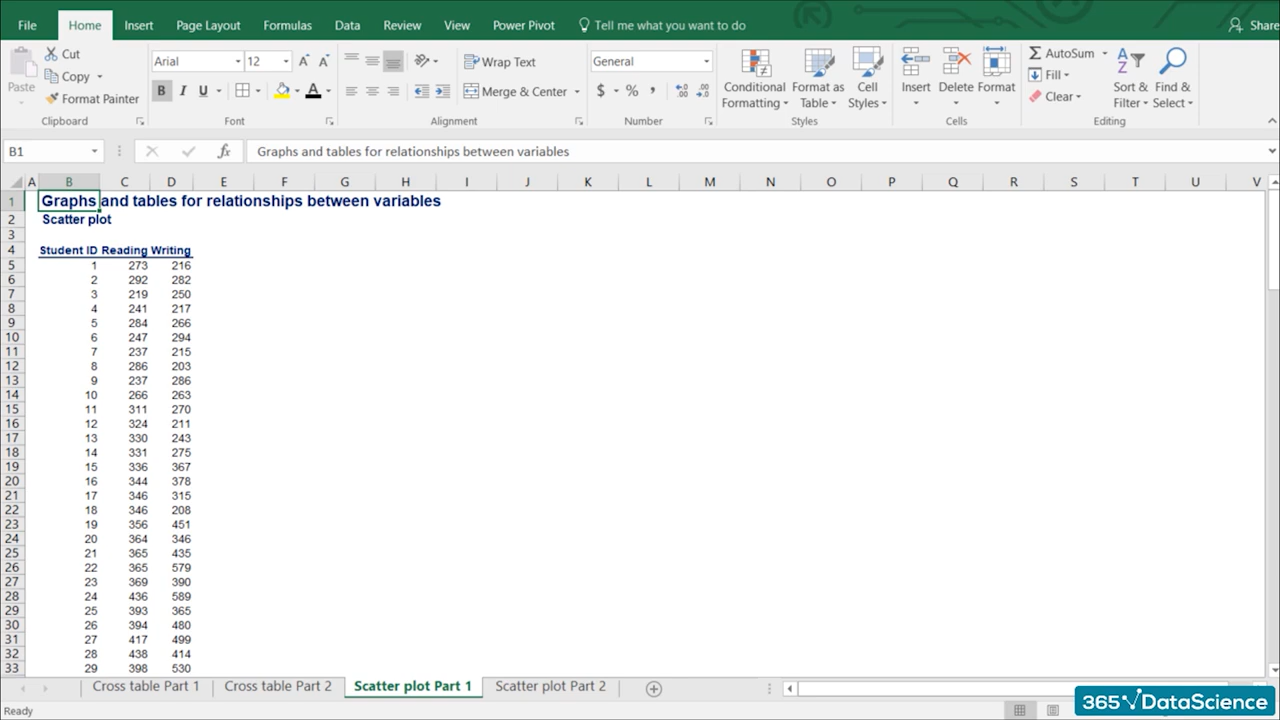 File Home Insert Page Layout Formulas Data Review View Power Pivot Tell me what you want to do Share
Paste Cut Copy Format Painter Clipboard
Arial 12 B I U A Font
Wrap Text Merge & Center Alignment
General $ % , Number
Conditional Formatting Format as Table Cell Styles Styles
Insert Delete Format Cells
AutoSum Fill Clear Sort & Filter Find & Select Editing
B1 fx Graphs and tables for relationships between variables
A B C D E F G H I J K L M N O P Q R S T U V
1 Graphs and tables for relationships between variables
2 Scatter plot
3
4 Student ID Reading Writing
5 1 273 216
6 2 292 282
7 3 219 250
8 4 241 217
9 5 284 266
10 6 247 294
11 7 237 215
12 8 286 203
13 9 237 286
14 10 266 263
15 11 311 270
16 12 324 211
17 13 330 243
18 14 331 275
19 15 336 367
20 16 344 378
21 17 346 315
22 18 346 208
23 19 356 451
24 20 364 346
25 21 365 435
26 22 365 579
27 23 369 390
28 24 436 589
29 25 393 365
30 26 394 480
31 27 417 499
32 28 438 414
33 29 398 530
Cross table Part 1 Cross table Part 2 Scatter plot Part 1 Scatter plot Part 2
Ready
365 DataScience